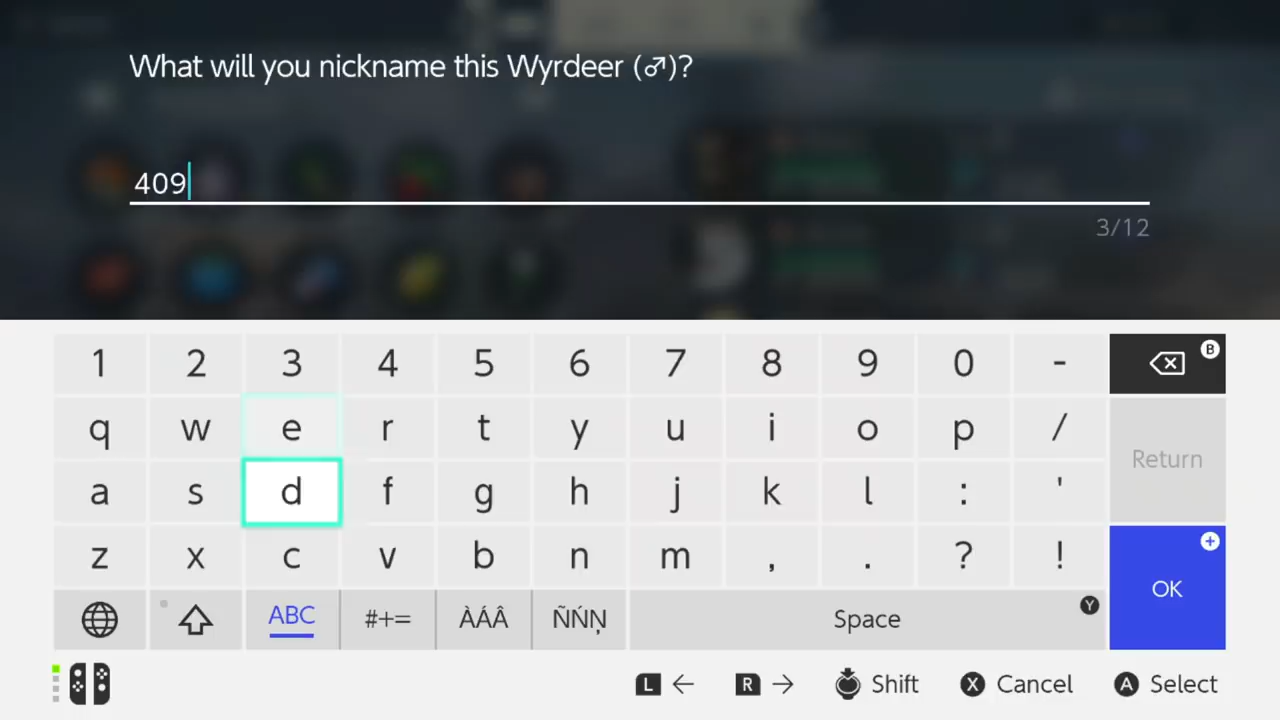 What will you nickname this Wyrdeer (♂)?
409
3/12
1 2 3 4 5 6 7 8 9 0 - B
q w e r t y u i o p / Return
a s d f g h j k l : '
z x c v b n m , . ? ! + OK
ABC #+= ÀÁÂ ÑŃŅ Space Y
L ← R → Shift X Cancel A Select